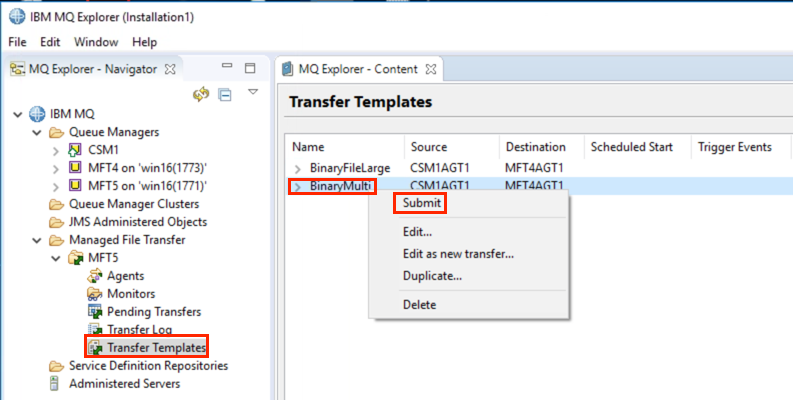 IBM MQ Explorer (Installation1)
File Edit Window Help
MQ Explorer - Navigator
IBM MQ
Queue Managers
CSM1
MFT4 on 'win16(1773)'
MFT5 on 'win16(1771)'
Queue Manager Clusters
JMS Administered Objects
Managed File Transfer
MFT5
Agents
Monitors
Pending Transfers
Transfer Log
Transfer Templates
Service Definition Repositories
Administered Servers
MQ Explorer - Content
Transfer Templates
Name Source Destination Scheduled Start Trigger Events
BinaryFileLarge CSM1AGT1 MFT4AGT1
BinaryMulti CSM1AGT1 MFT4AGT1
Submit
Edit...
Edit as new transfer...
Duplicate...
Delete